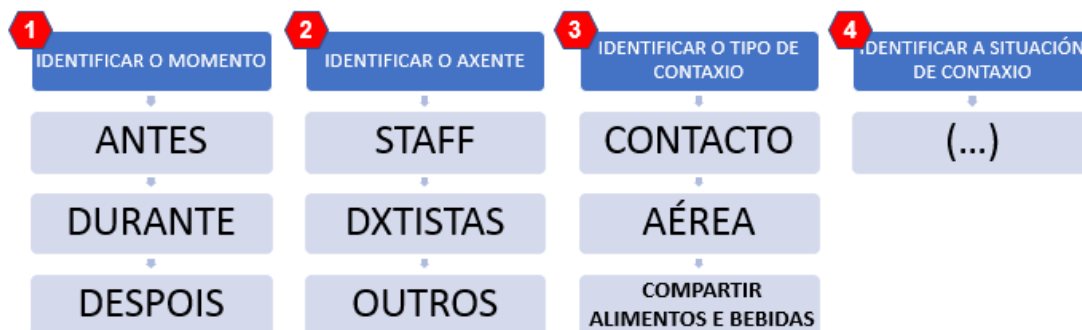 1
IDENTIFICAR O MOMENTO
ANTES
DURANTE
DESPOIS
2
IDENTIFICAR O AXENTE
STAFF
DXTISTAS
OUTROS
3
IDENTIFICAR O TIPO DE
CONTAXIO
CONTACTO
AÉREA
COMPARTIR
ALIMENTOS E BEBIDAS
4
IDENTIFICAR A SITUACIÓN
DE CONTAXIO
(...)